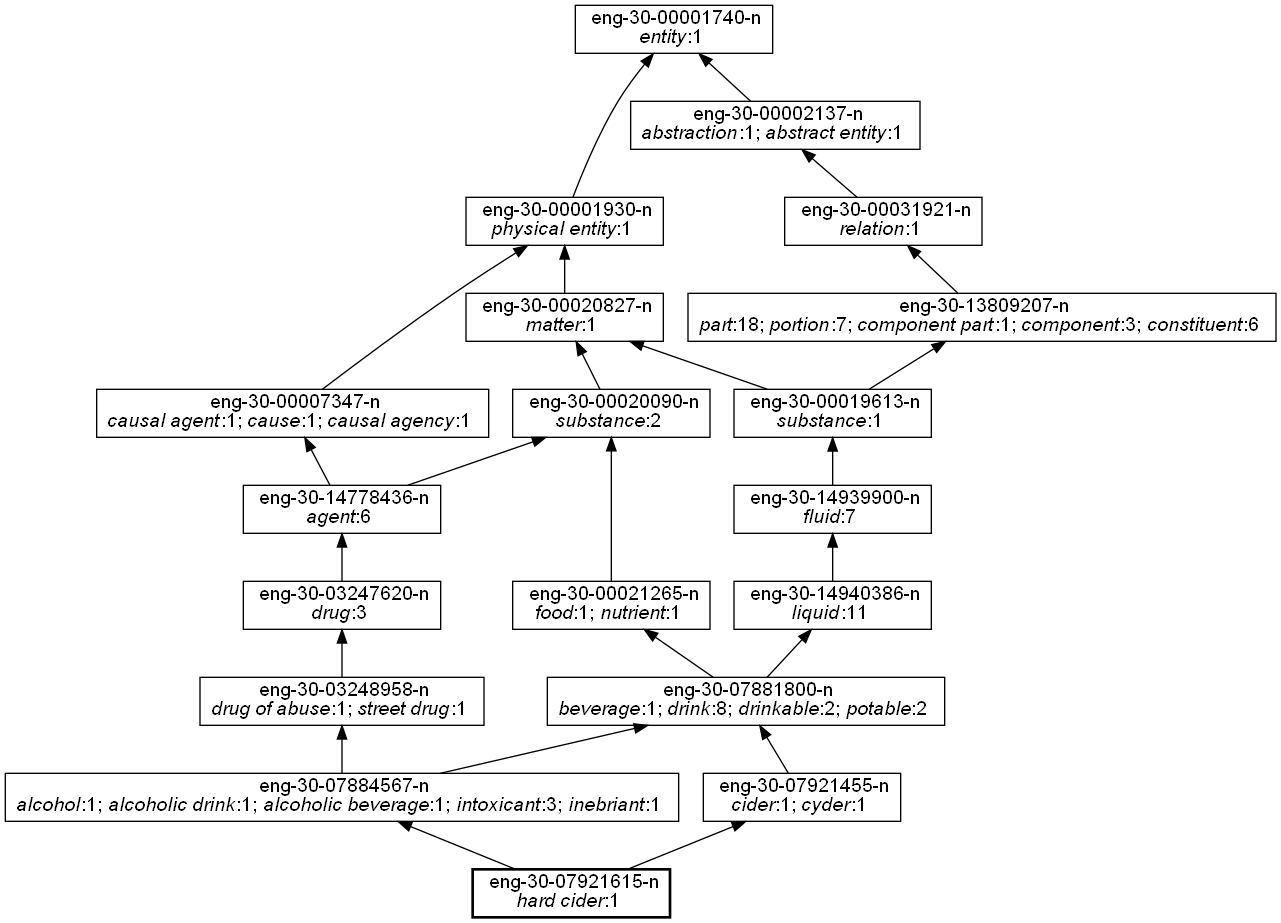 eng-30-00001740-n
entity:1
eng-30-00002137-n
abstraction:1; abstract entity:1
eng-30-00001930-n
physical entity:1
eng-30-00031921-n
relation:1
eng-30-00020827-n
matter:1
eng-30-13809207-n
part:18; portion:7; component part:1; component:3; constituent:6
eng-30-00007347-n
causal agent:1; cause:1; causal agency:1
eng-30-00020090-n
substance:2
eng-30-00019613-n
substance:1
eng-30-14778436-n
agent:6
eng-30-14939900-n
fluid:7
eng-30-03247620-n
drug:3
eng-30-00021265-n
food:1; nutrient:1
eng-30-14940386-n
liquid:11
eng-30-03248958-n
drug of abuse:1; street drug:1
eng-30-07881800-n
beverage:1; drink:8; drinkable:2; potable:2
eng-30-07884567-n
alcohol:1; alcoholic drink:1; alcoholic beverage:1; intoxicant:3; inebriant:1
eng-30-07921455-n
cider:1; cyder:1
eng-30-07921615-n
hard cider:1